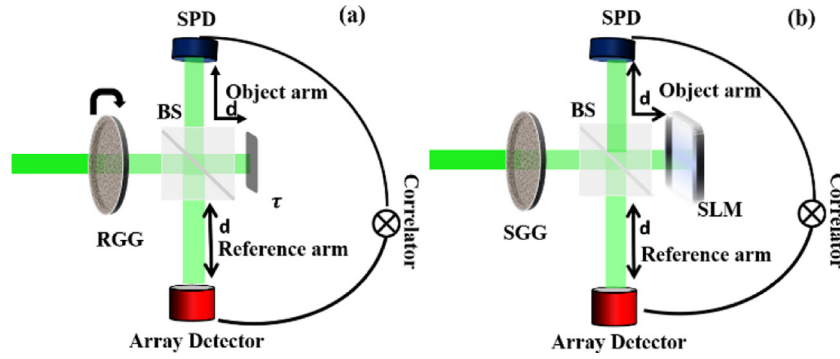 (a)
SPD
d
Object arm
BS
τ
RGG
d
Reference arm
Array Detector
Correlator
(b)
SPD
d
Object arm
BS
SLM
SGG
d
Reference arm
Array Detector
Correlator